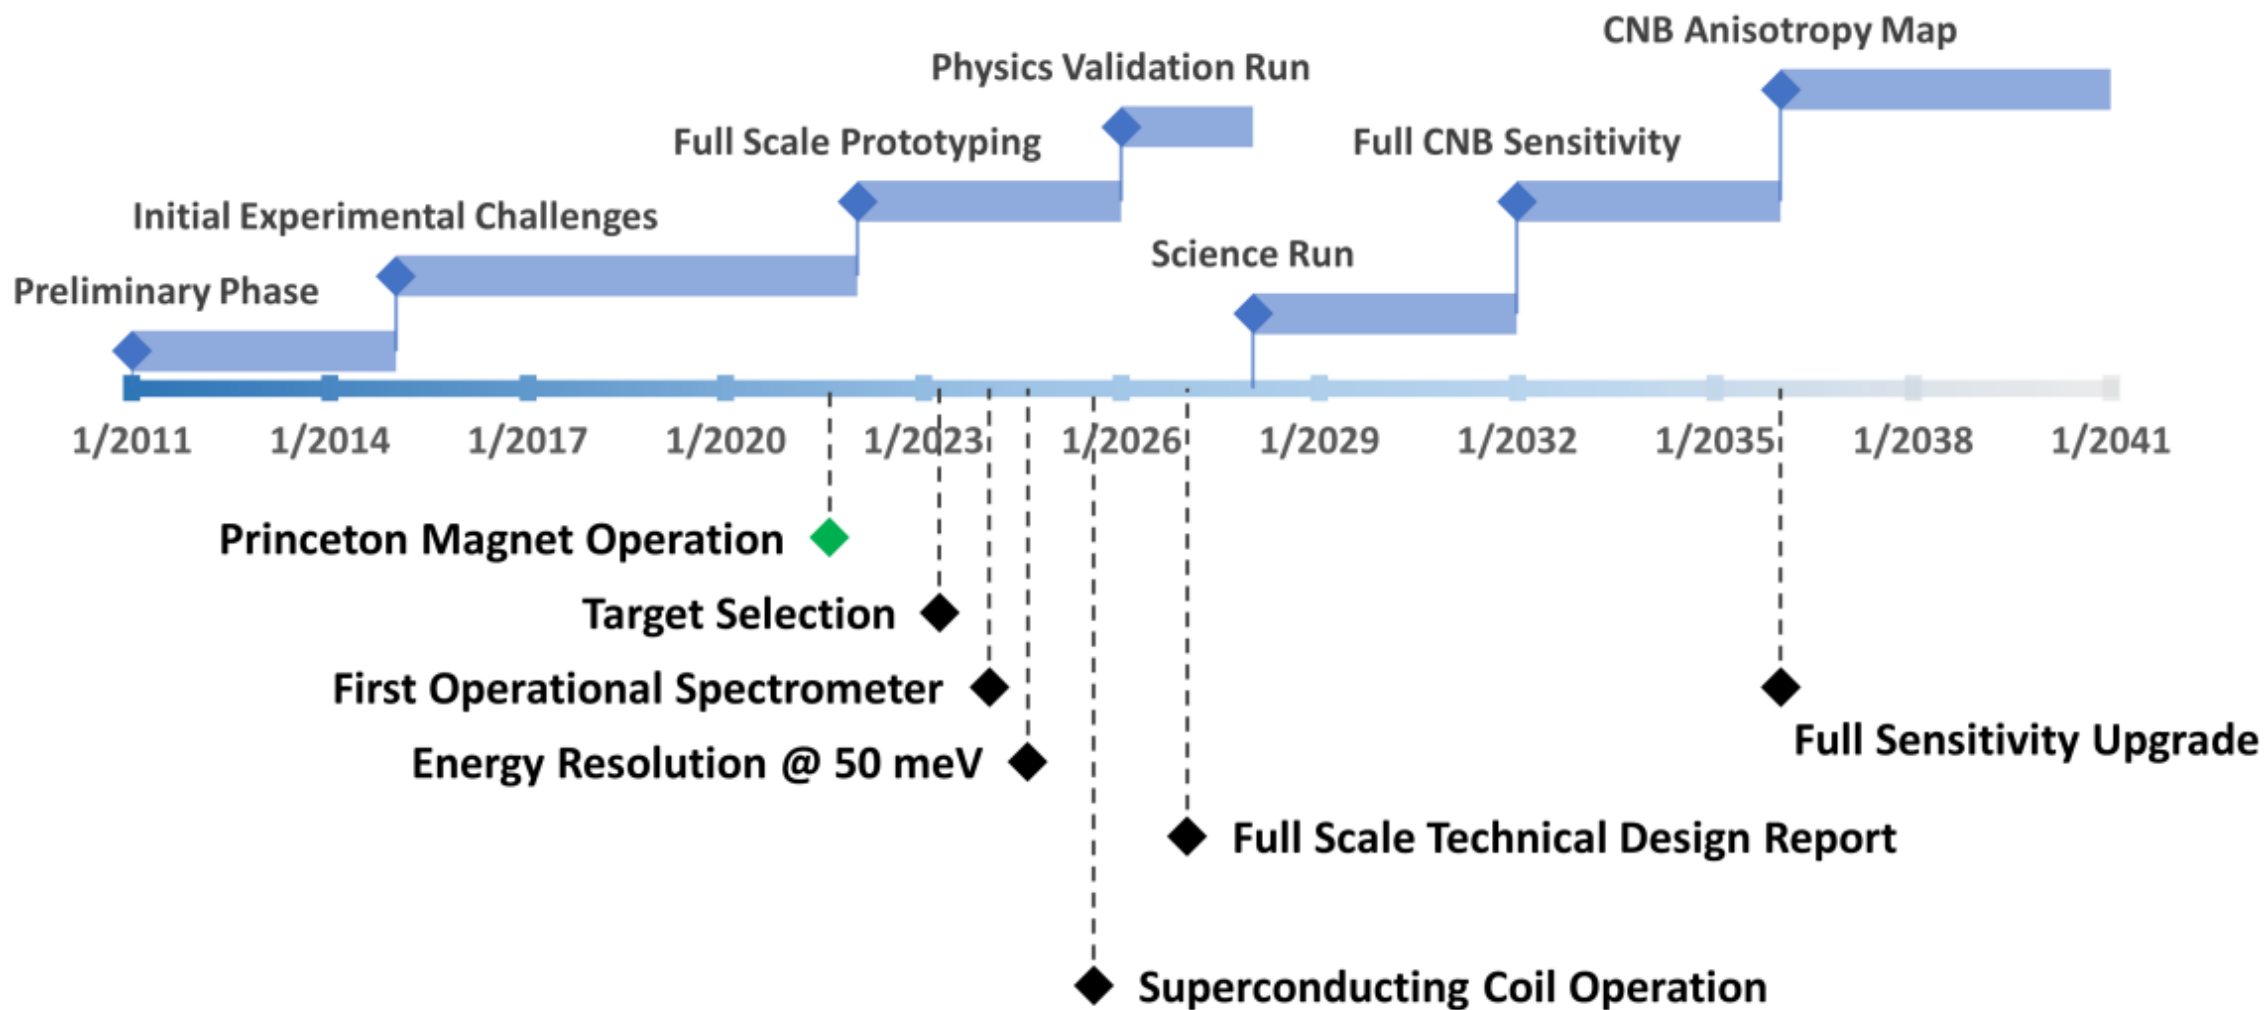 CNB Anisotropy Map
Physics Validation Run
Full Scale Prototyping
Full CNB Sensitivity
Initial Experimental Challenges
Science Run
Preliminary Phase
1/2011 1/2014 1/2017 1/2020 1/2023 1/2026 1/2029 1/2032 1/2035 1/2038 1/2041
Princeton Magnet Operation
Target Selection
First Operational Spectrometer
Full Sensitivity Upgrade
Energy Resolution @ 50 meV
Full Scale Technical Design Report
Superconducting Coil Operation